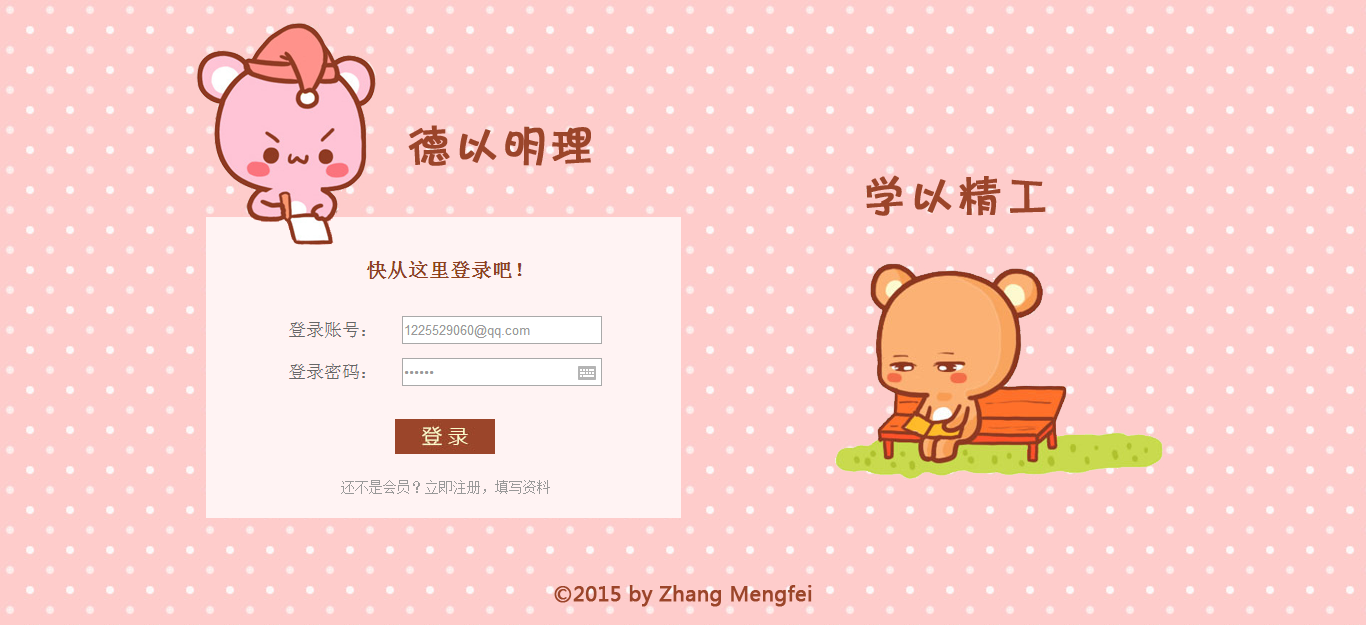 德以明理
学以精工
快从这里登录吧！
登录账号：
1225529060@qq.com
登录密码：
••••••
登录
还不是会员？立即注册，填写资料
©2015 by Zhang Mengfei